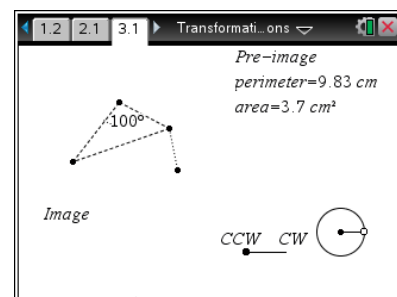 1.2 2.1 3.1 Transformati...ons
Pre-image
perimeter=9.83 cm
area=3.7 cm²
100°
Image
CCW CW